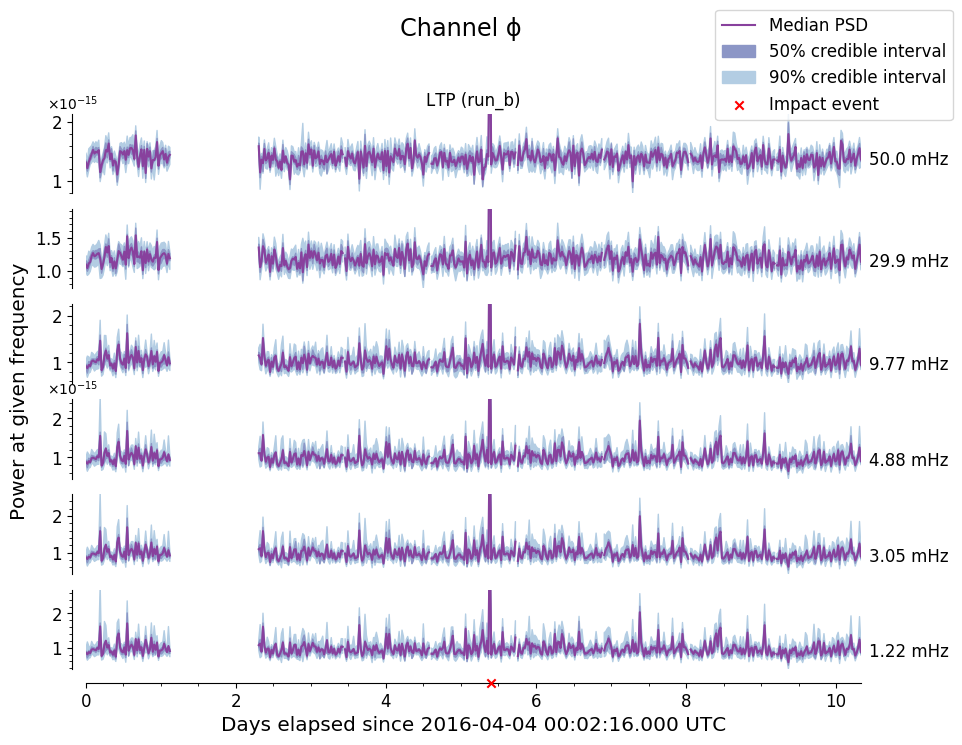 Channel ϕ
Median PSD
50% credible interval
90% credible interval
Impact event
LTP (run_b)
×10⁻¹⁵
2
1
50.0 mHz
1.5
1.0
29.9 mHz
2
1
9.77 mHz
×10⁻¹⁵
2
1
4.88 mHz
2
1
3.05 mHz
2
1
1.22 mHz
Power at given frequency
0 2 4 6 8 10
Days elapsed since 2016-04-04 00:02:16.000 UTC